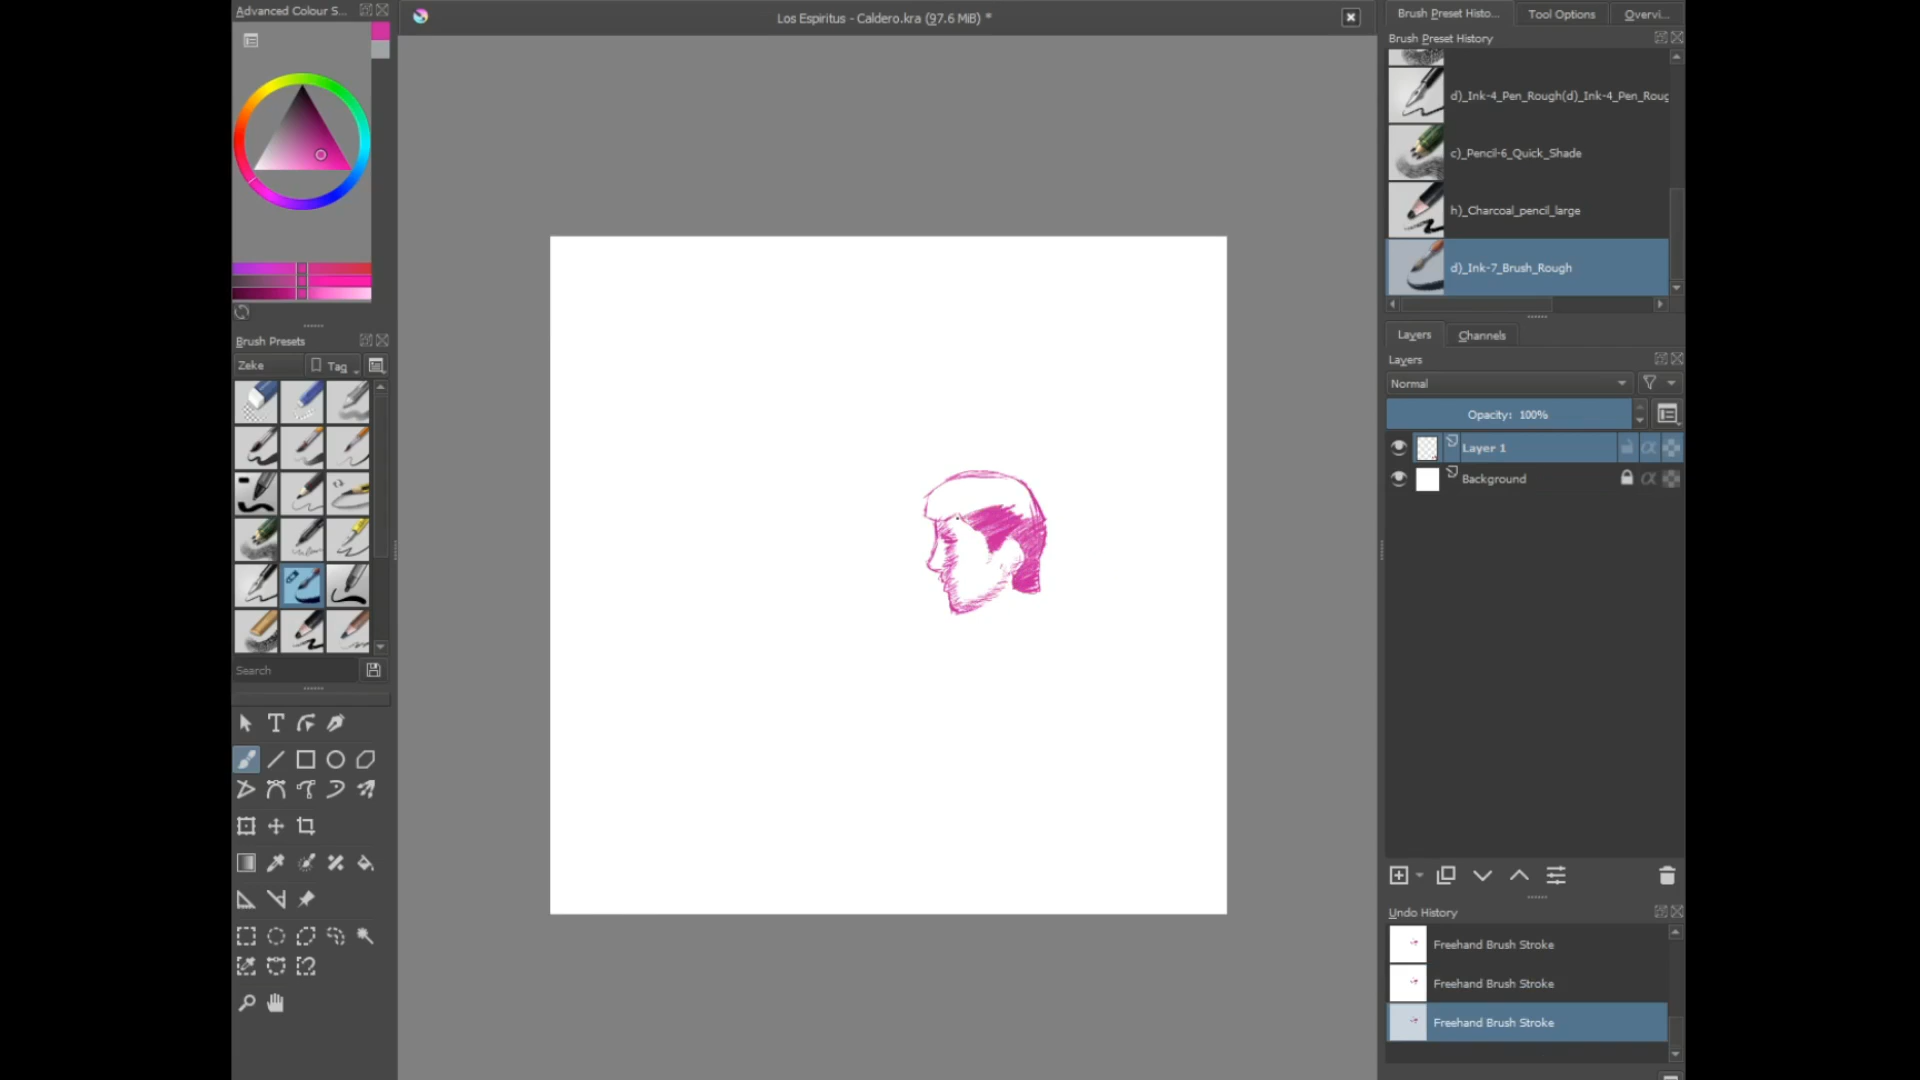 Advanced Colour S...
Los Espiritus - Caldero.kra (97.6 MiB) *
Brush Preset Histo...
Tool Options
Overvi...
Brush Preset History
d)_Ink-4_Pen_Rough(d)_Ink-4_Pen_Roug
c)_Pencil-6_Quick_Shade
h)_Charcoal_pencil_large
d)_Ink-7_Brush_Rough
Brush Presets
Zeke
Tag
Search
Layers
Channels
Layers
Normal
Opacity: 100%
Layer 1
Background
Undo History
Freehand Brush Stroke
Freehand Brush Stroke
Freehand Brush Stroke